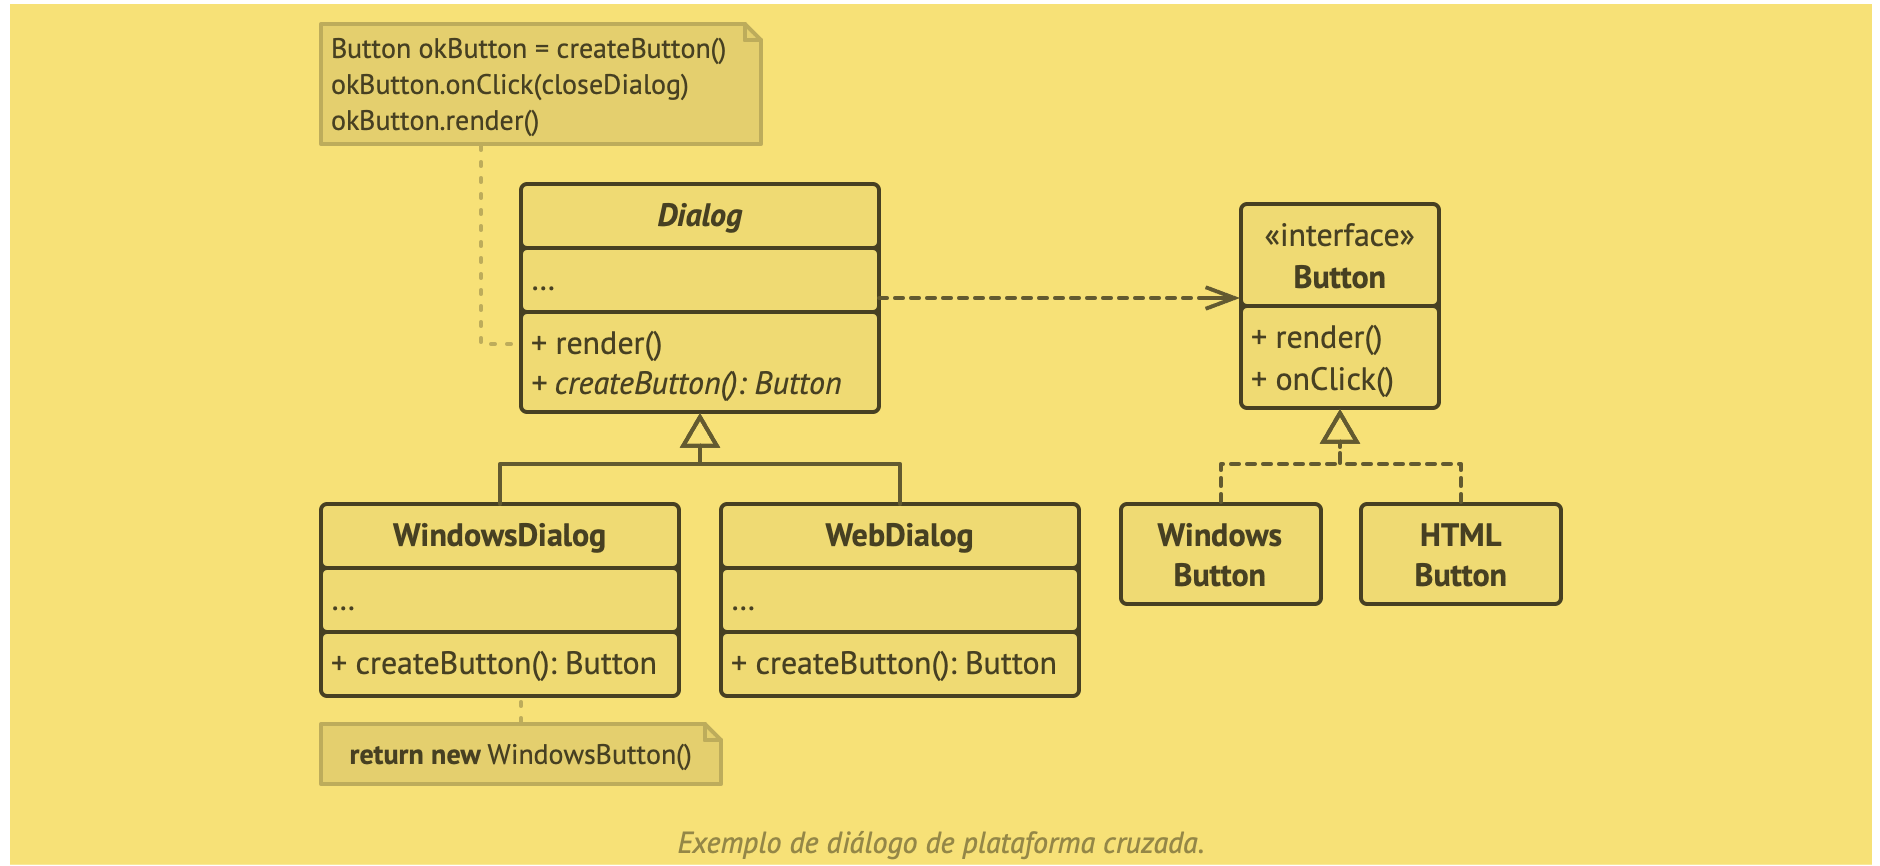 Button okButton = createButton()
okButton.onClick(closeDialog)
okButton.render()
Dialog
...
+ render()
+ createButton(): Button
«interface»
Button
+ render()
+ onClick()
WindowsDialog
...
+ createButton(): Button
WebDialog
...
+ createButton(): Button
Windows
Button
HTML
Button
return new WindowsButton()
Exemplo de diálogo de plataforma cruzada.